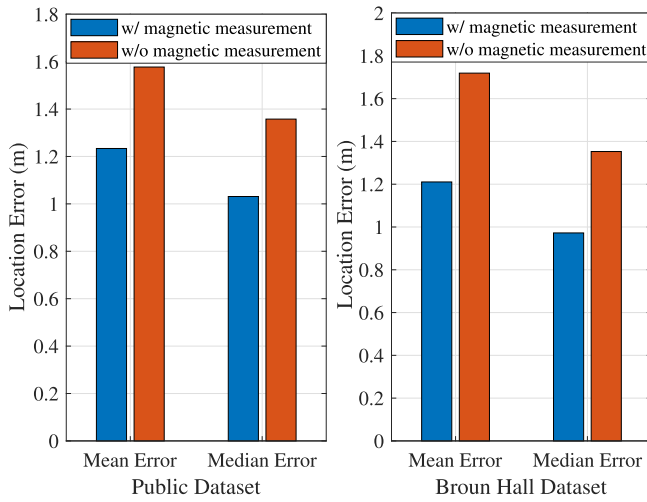 w/ magnetic measurement
w/o magnetic measurement
Location Error (m)
1.8
1.6
1.4
1.2
1
0.8
0.6
0.4
0.2
0
Mean Error
Median Error
Public Dataset
w/ magnetic measurement
w/o magnetic measurement
Location Error (m)
2
1.8
1.6
1.4
1.2
1
0.8
0.6
0.4
0.2
0
Mean Error
Median Error
Broun Hall Dataset